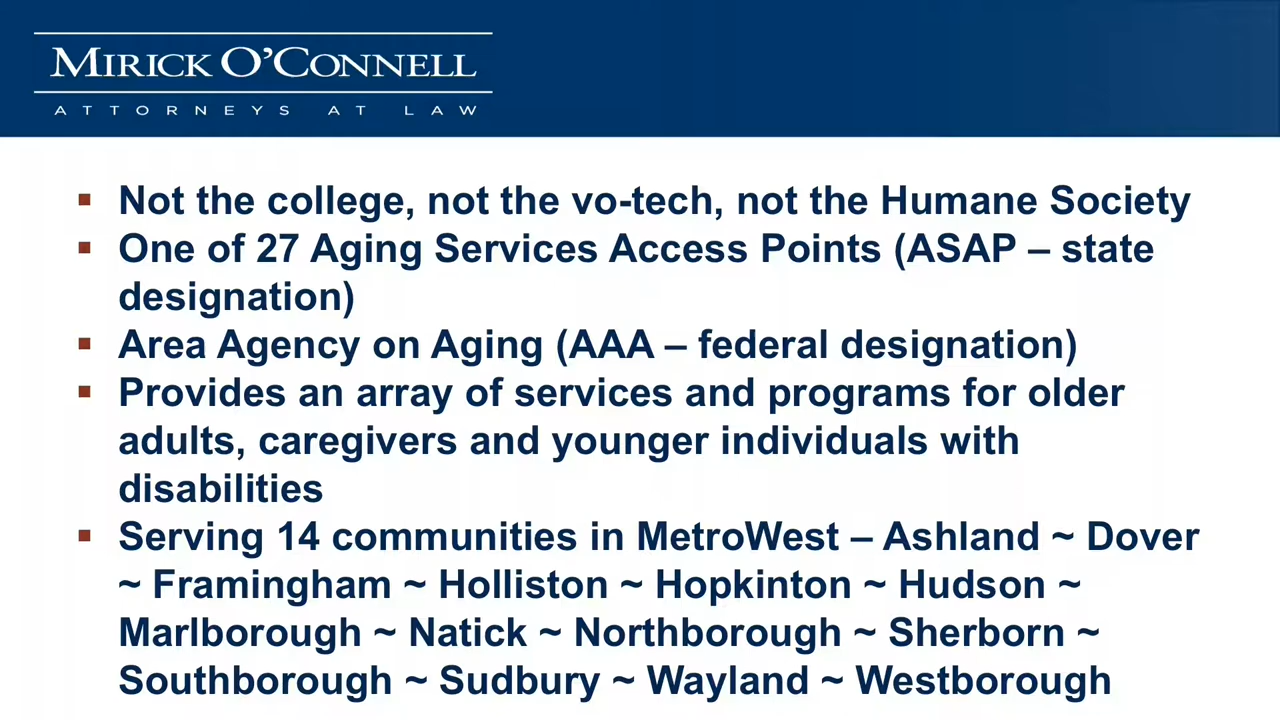 MIRICK O'CONNELL
ATTORNEYS AT LAW
▪ Not the college, not the vo-tech, not the Humane Society
▪ One of 27 Aging Services Access Points (ASAP – state
designation)
▪ Area Agency on Aging (AAA – federal designation)
▪ Provides an array of services and programs for older
adults, caregivers and younger individuals with
disabilities
▪ Serving 14 communities in MetroWest – Ashland ~ Dover
~ Framingham ~ Holliston ~ Hopkinton ~ Hudson ~
Marlborough ~ Natick ~ Northborough ~ Sherborn ~
Southborough ~ Sudbury ~ Wayland ~ Westborough